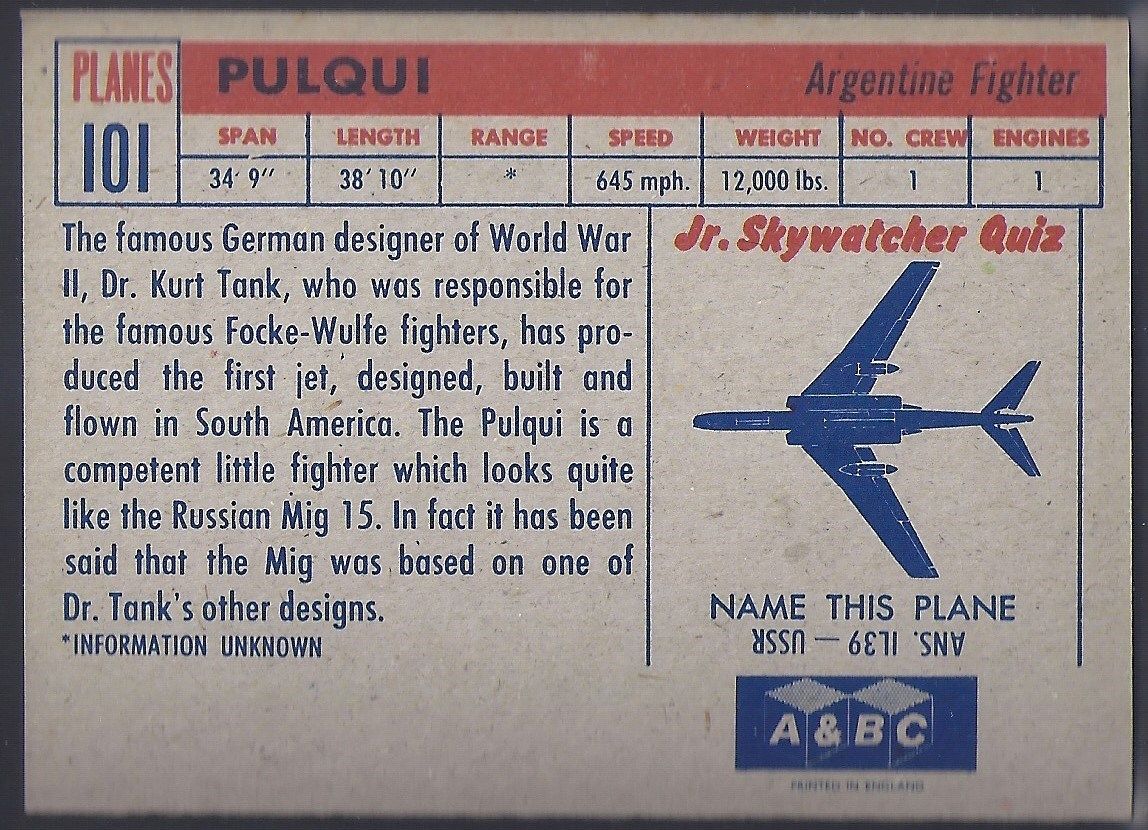 PLANES
101
PULQUI
Argentine Fighter
SPAN LENGTH RANGE SPEED WEIGHT NO. CREW ENGINES
34' 9" 38' 10" * 645 mph. 12,000 lbs. 1 1
The famous German designer of World War
II, Dr. Kurt Tank, who was responsible for
the famous Focke-Wulfe fighters, has pro-
duced the first jet, designed, built and
flown in South America. The Pulqui is a
competent little fighter which looks quite
like the Russian Mig 15. In fact it has been
said that the Mig was based on one of
Dr. Tank's other designs.
*INFORMATION UNKNOWN
Jr. Skywatcher Quiz
NAME THIS PLANE
ANS. IL39 — USSR
A & B C
PRINTED IN ENGLAND